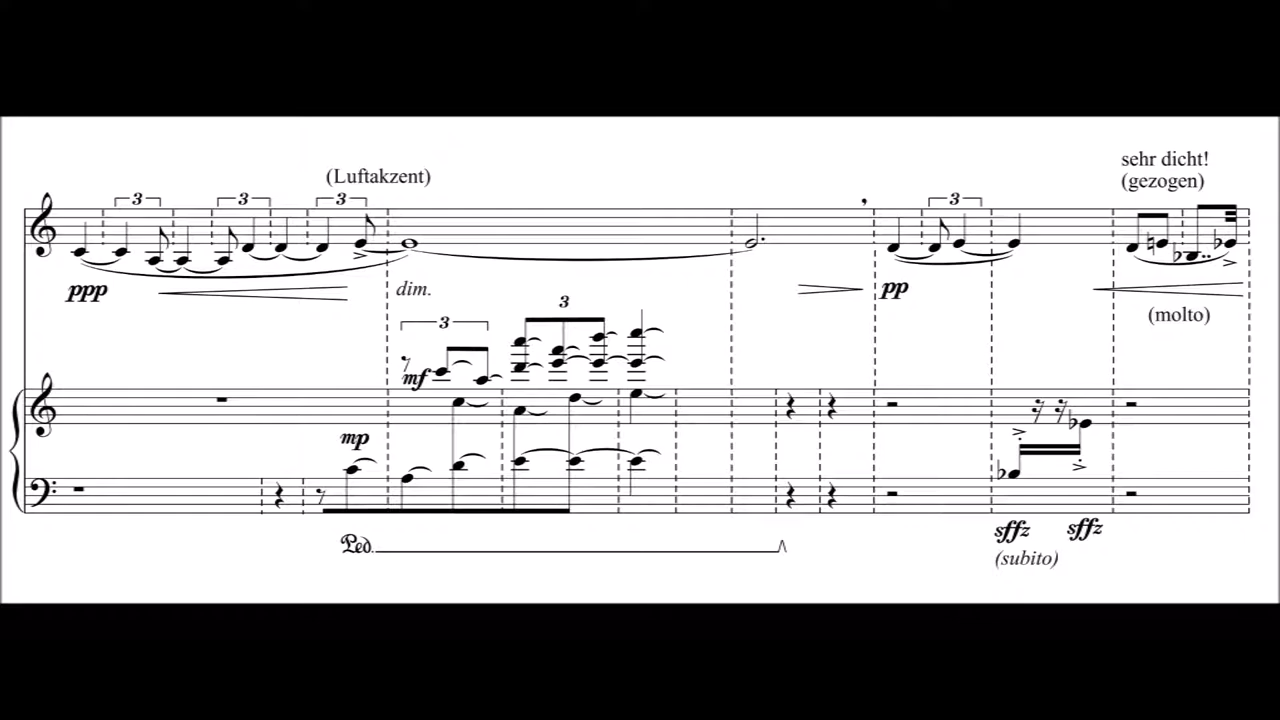 sehr dicht!
(Luftakzent) (gezogen)
3 3 3 3
ppp dim. pp
(molto)
3 3
mf
mp
Ped. sffz sffz
(subito)